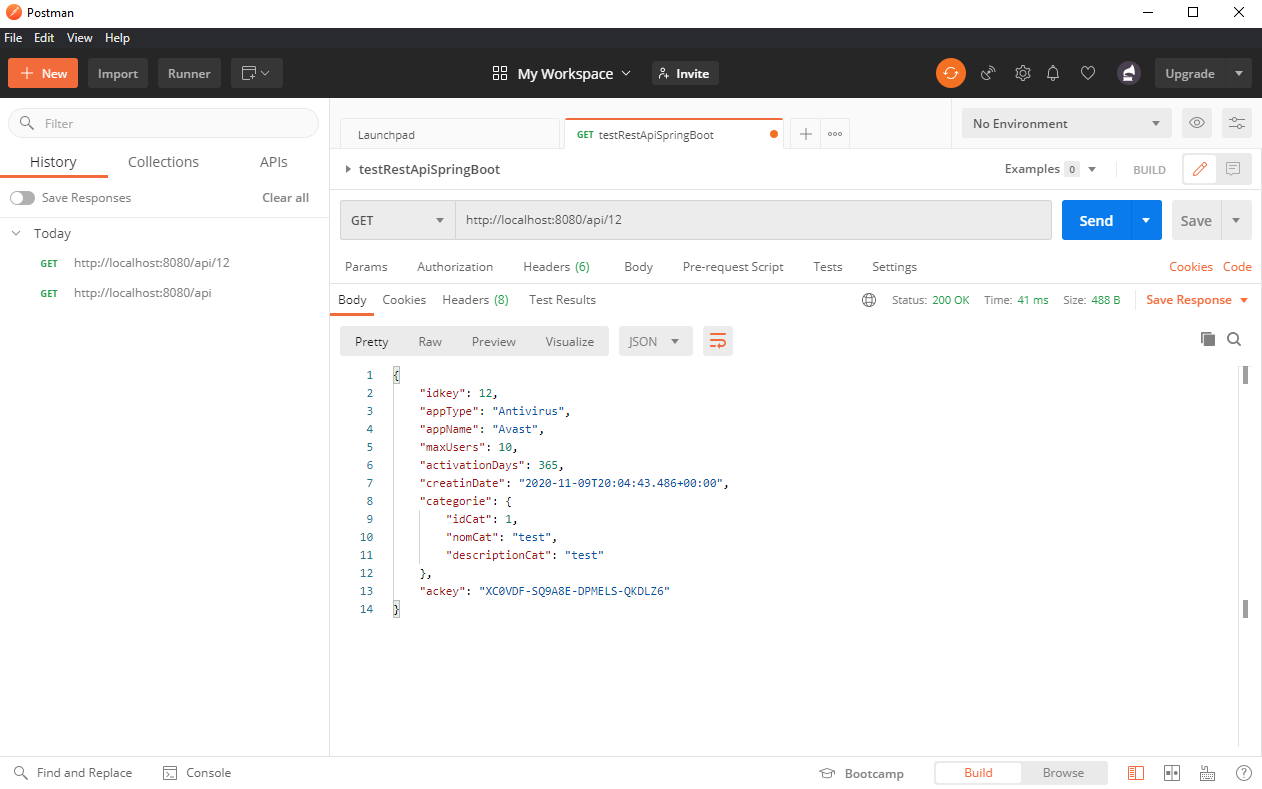 Postman
File Edit View Help
New Import Runner My Workspace Invite Upgrade
Filter
History Collections APIs
Save Responses Clear all
Today
GET http://localhost:8080/api/12
GET http://localhost:8080/api
Launchpad GET testRestApiSpringBoot No Environment
testRestApiSpringBoot Examples 0 BUILD
GET http://localhost:8080/api/12 Send Save
Params Authorization Headers (6) Body Pre-request Script Tests Settings Cookies Code
Body Cookies Headers (8) Test Results Status: 200 OK Time: 41 ms Size: 488 B Save Response
Pretty Raw Preview Visualize JSON
1 {
2 "idkey": 12,
3 "appType": "Antivirus",
4 "appName": "Avast",
5 "maxUsers": 10,
6 "activationDays": 365,
7 "creatinDate": "2020-11-09T20:04:43.486+00:00",
8 "categorie": {
9 "idCat": 1,
10 "nomCat": "test",
11 "descriptionCat": "test"
12 },
13 "ackey": "XC0VDF-SQ9A8E-DPMELS-QKDLZ6"
14 }
Find and Replace Console Bootcamp Build Browse